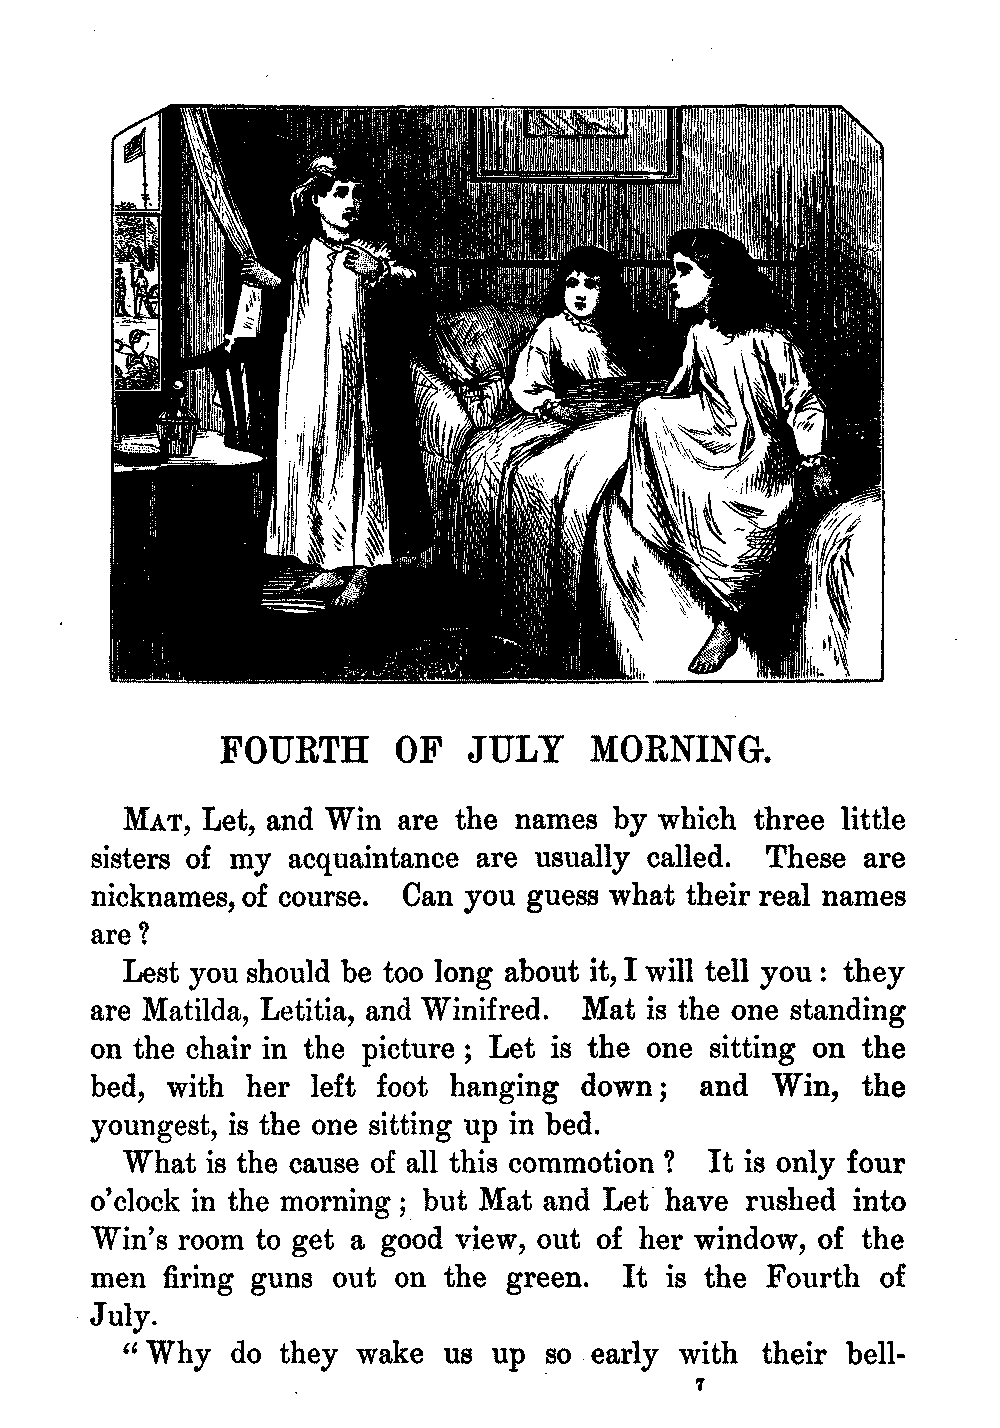 FOURTH OF JULY MORNING.
MAT, Let, and Win are the names by which three little
sisters of my acquaintance are usually called. These are
nicknames, of course. Can you guess what their real names
are?
Lest you should be too long about it, I will tell you: they
are Matilda, Letitia, and Winifred. Mat is the one standing
on the chair in the picture; Let is the one sitting on the
bed, with her left foot hanging down; and Win, the
youngest, is the one sitting up in bed.
What is the cause of all this commotion? It is only four
o'clock in the morning; but Mat and Let have rushed into
Win's room to get a good view, out of her window, of the
men firing guns out on the green. It is the Fourth of
July.
"Why do they wake us up so early with their bell-
7